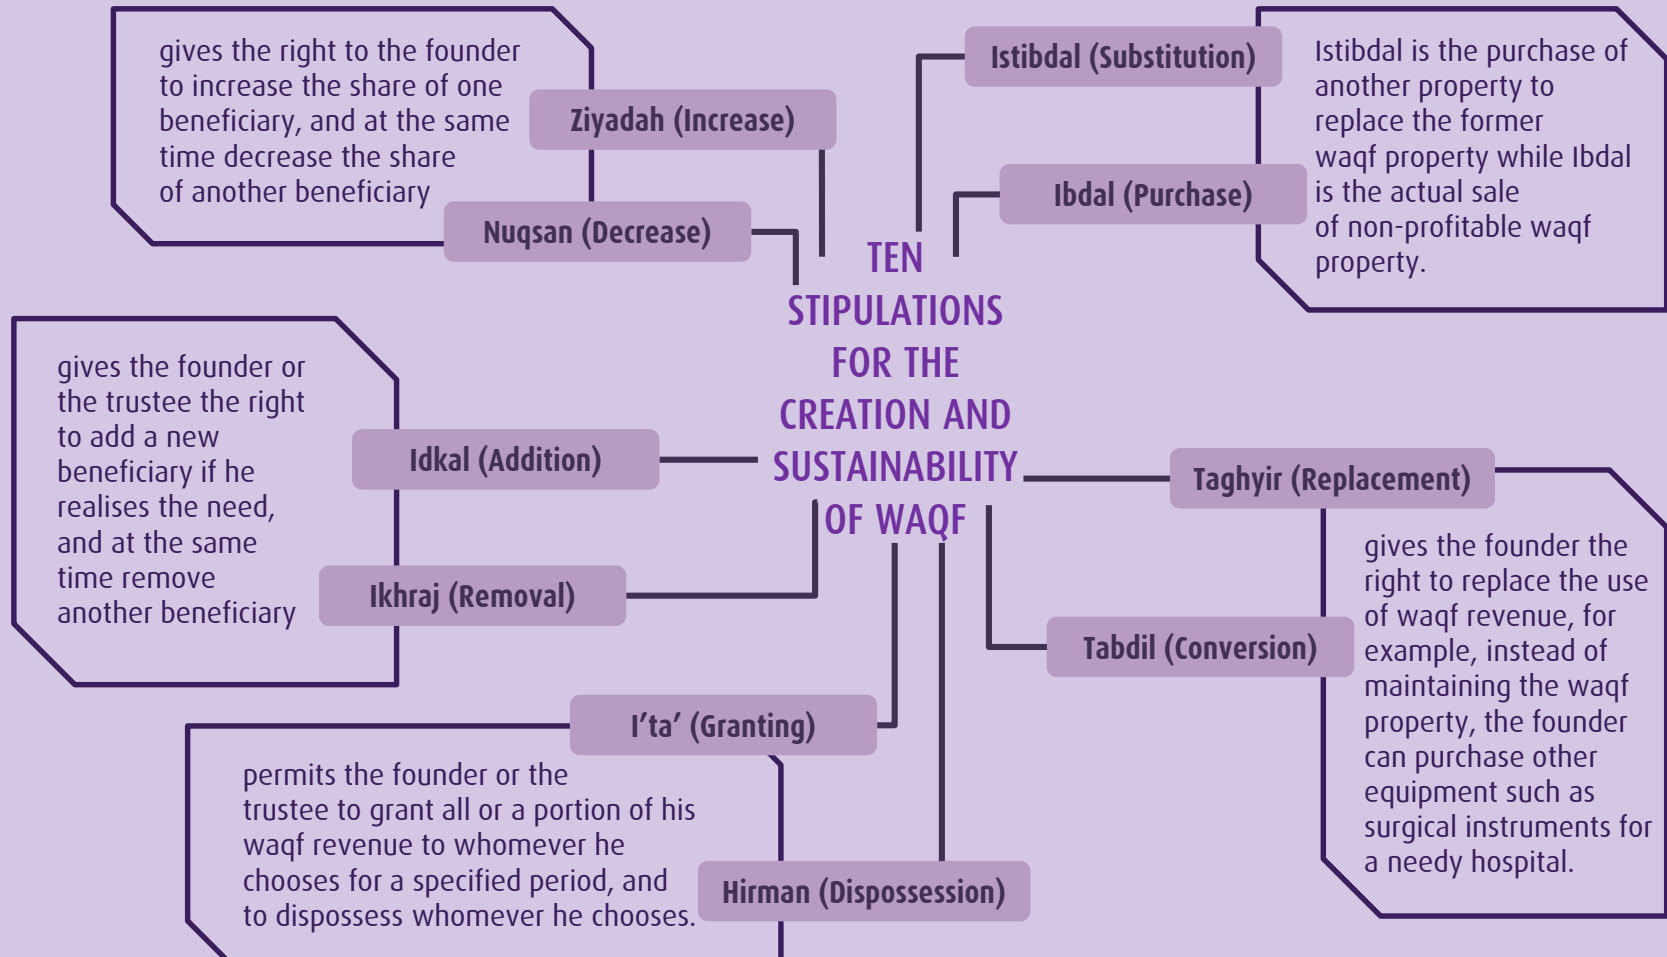 gives the right to the founder
to increase the share of one
beneficiary, and at the same
time decrease the share
of another beneficiary
Ziyadah (Increase)
Nuqsan (Decrease)
Istibdal (Substitution)
Ibdal (Purchase)
Istibdal is the purchase of
another property to
replace the former
waqf property while Ibdal
is the actual sale
of non-profitable waqf
property.
TEN
STIPULATIONS
FOR THE
CREATION AND
SUSTAINABILITY
OF WAQF
gives the founder or
the trustee the right
to add a new
beneficiary if he
realises the need,
and at the same
time remove
another beneficiary
Idkal (Addition)
Ikhraj (Removal)
Taghyir (Replacement)
Tabdil (Conversion)
gives the founder the
right to replace the use
of waqf revenue, for
example, instead of
maintaining the waqf
property, the founder
can purchase other
equipment such as
surgical instruments for
a needy hospital.
I’ta’ (Granting)
permits the founder or the
trustee to grant all or a portion of his
waqf revenue to whomever he
chooses for a specified period, and
to dispossess whomever he chooses.
Hirman (Dispossession)